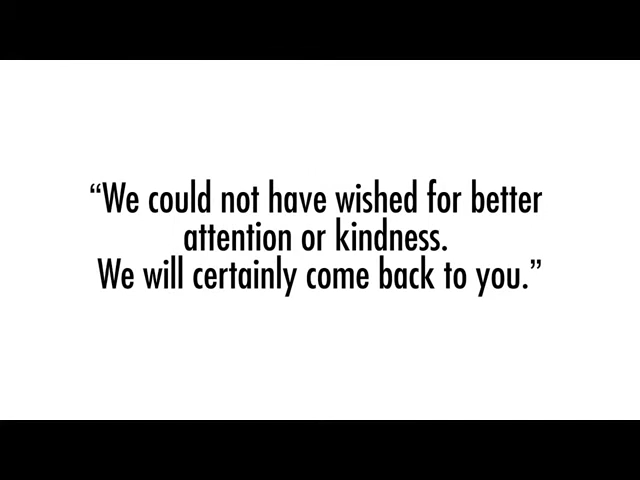 “We could not have wished for better
attention or kindness.
We will certainly come back to you.”